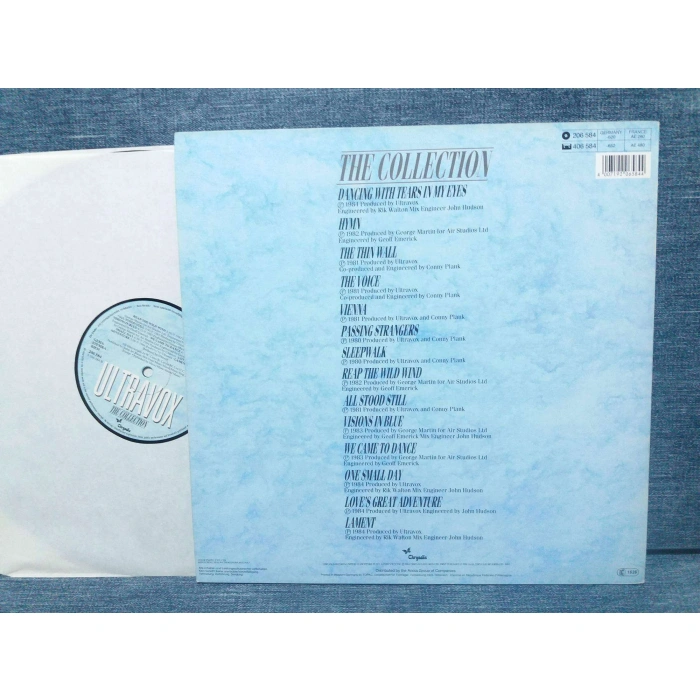 206 584
GERMANY
FRANCE
406 584
THE COLLECTION
DANCING WITH TEARS IN MY EYES
℗ 1984 Produced by Ultravox
Engineered by Rik Walton Mix Engineer John Hudson
HYMN
℗ 1982 Produced by George Martin for Air Studios Ltd
Engineered by Geoff Emerick
THE THIN WALL
℗ 1981 Produced by Ultravox
Co-produced and Engineered by Conny Plank
THE VOICE
℗ 1981 Produced by Ultravox
Co-produced and Engineered by Conny Plank
VIENNA
℗ 1981 Produced by Ultravox and Conny Plank
PASSING STRANGERS
℗ 1980 Produced by Ultravox and Conny Plank
SLEEPWALK
℗ 1980 Produced by Ultravox and Conny Plank
REAP THE WILD WIND
℗ 1982 Produced by George Martin for Air Studios Ltd
Engineered by Geoff Emerick
ALL STOOD STILL
℗ 1981 Produced by Ultravox and Conny Plank
VISIONS IN BLUE
℗ 1983 Produced by George Martin for Air Studios Ltd
Engineered by Geoff Emerick Mix Engineer John Hudson
WE CAME TO DANCE
℗ 1983 Produced by George Martin for Air Studios Ltd
Engineered by Geoff Emerick
ONE SMALL DAY
℗ 1984 Produced by Ultravox
Engineered by Rik Walton Mix Engineer John Hudson
LOVE'S GREAT ADVENTURE
℗ 1984 Produced by Ultravox Engineered by John Hudson
LAMENT
℗ 1984 Produced by Ultravox
Engineered by Rik Walton Mix Engineer John Hudson
Chrysalis
ULTRAVOX
THE COLLECTION
Chrysalis